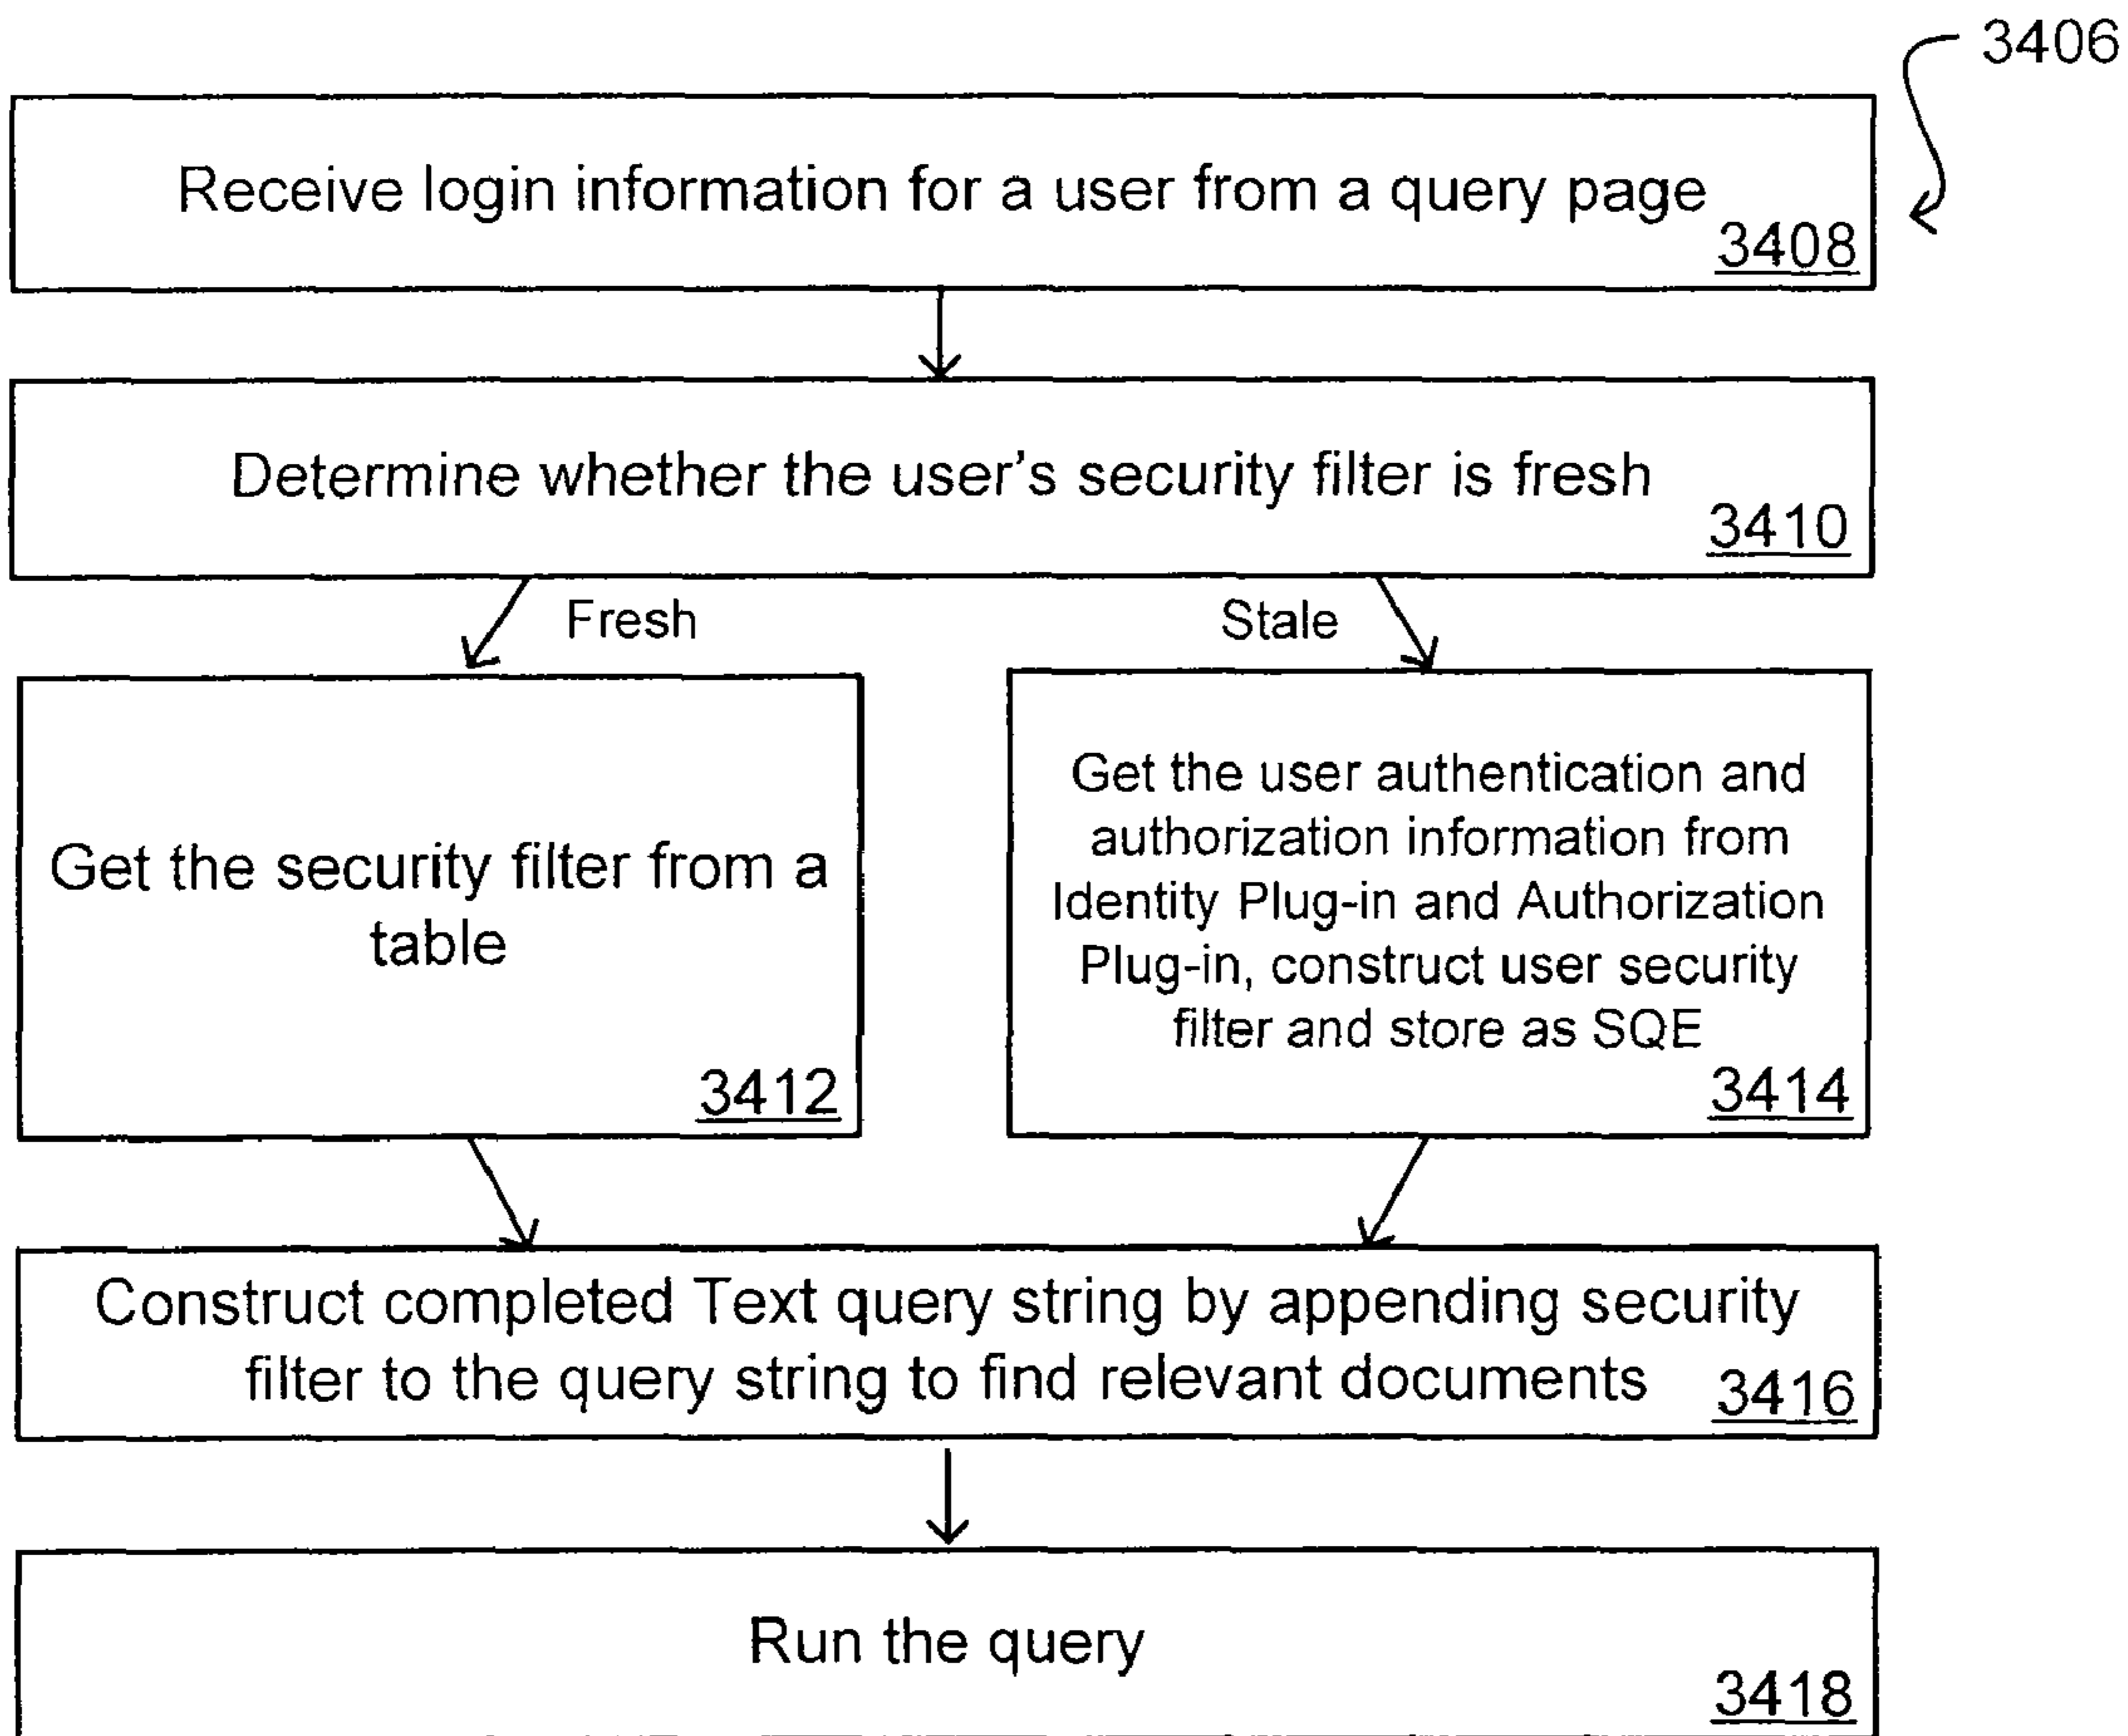 3406
Receive login information for a user from a query page
3408
Determine whether the user's security filter is fresh
3410
Fresh
Stale
Get the security filter from a
table
3412
Get the user authentication and
authorization information from
Identity Plug-in and Authorization
Plug-in, construct user security
filter and store as SQE
3414
Construct completed Text query string by appending security
filter to the query string to find relevant documents
3416
Run the query
3418